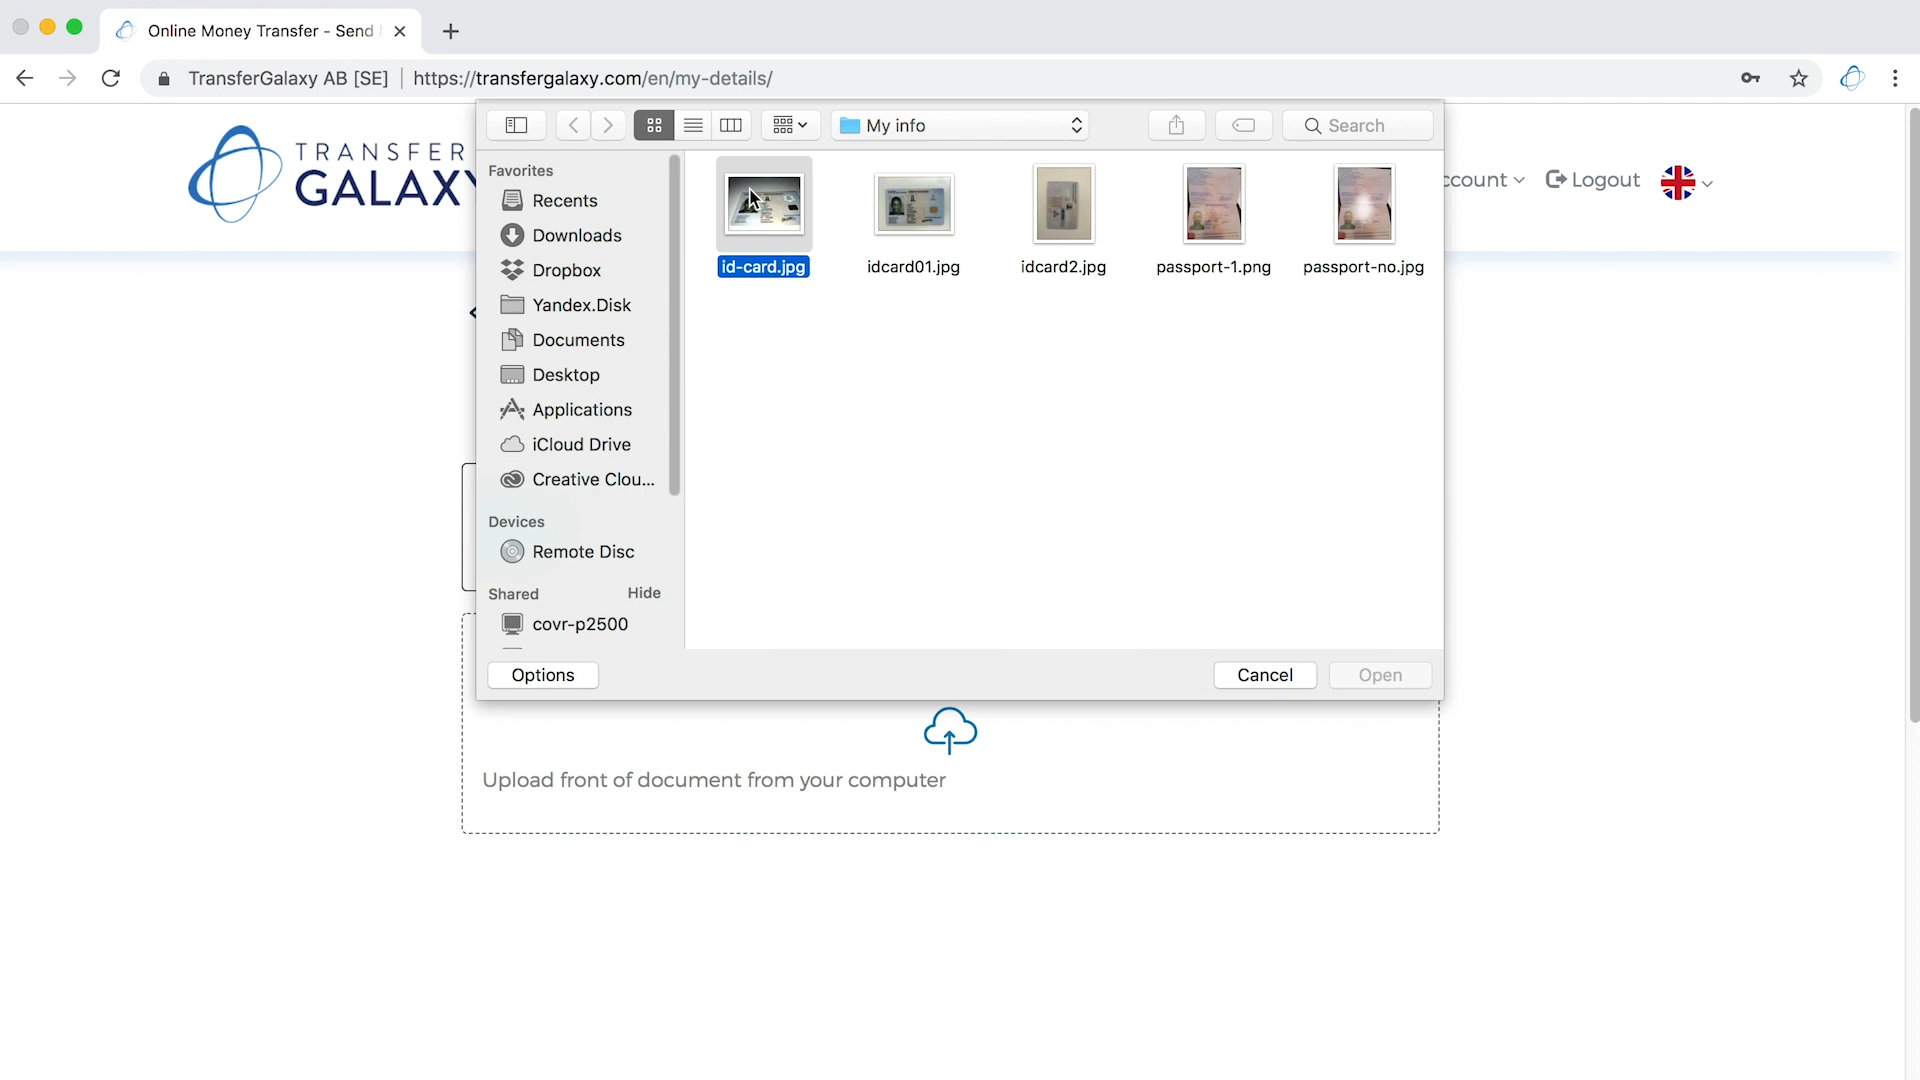 Online Money Transfer - Send
TransferGalaxy AB [SE] https://transfergalaxy.com/en/my-details/
TRANSFER
GALAXY
ccount
Logout
My info
Search
Favorites
Recents
Downloads
Dropbox
Yandex.Disk
Documents
Desktop
Applications
iCloud Drive
Creative Clou...
Devices
Remote Disc
Shared Hide
covr-p2500
id-card.jpg
idcard01.jpg
idcard2.jpg
passport-1.png
passport-no.jpg
Options
Cancel
Open
Upload front of document from your computer